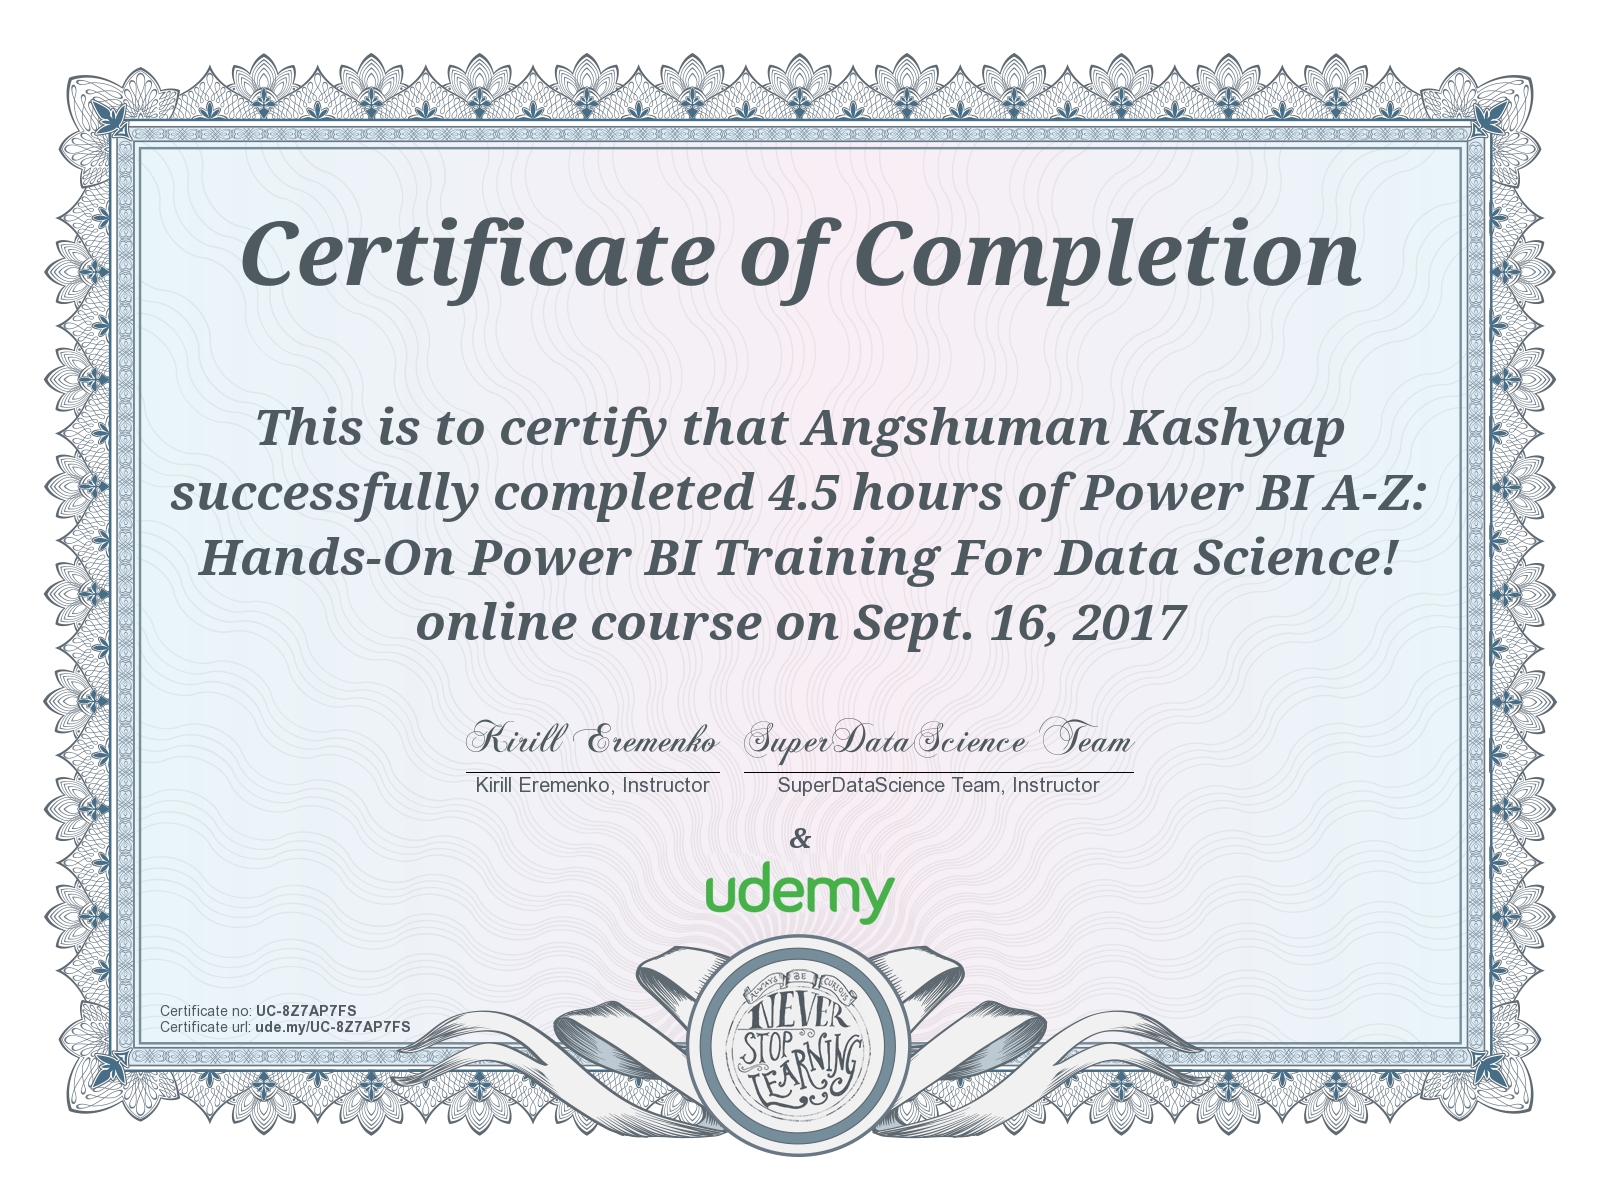 Certificate of Completion
This is to certify that Angshuman Kashyap
successfully completed 4.5 hours of Power BI A-Z:
Hands-On Power BI Training For Data Science!
online course on Sept. 16, 2017
Kirill Eremenko SuperDataScience Team
Kirill Eremenko, Instructor SuperDataScience Team, Instructor
&
udemy
Certificate no: UC-8Z7AP7FS
Certificate url: ude.my/UC-8Z7AP7FS
ALWAYS BE CURIOUS
NEVER
STOP
LEARNING